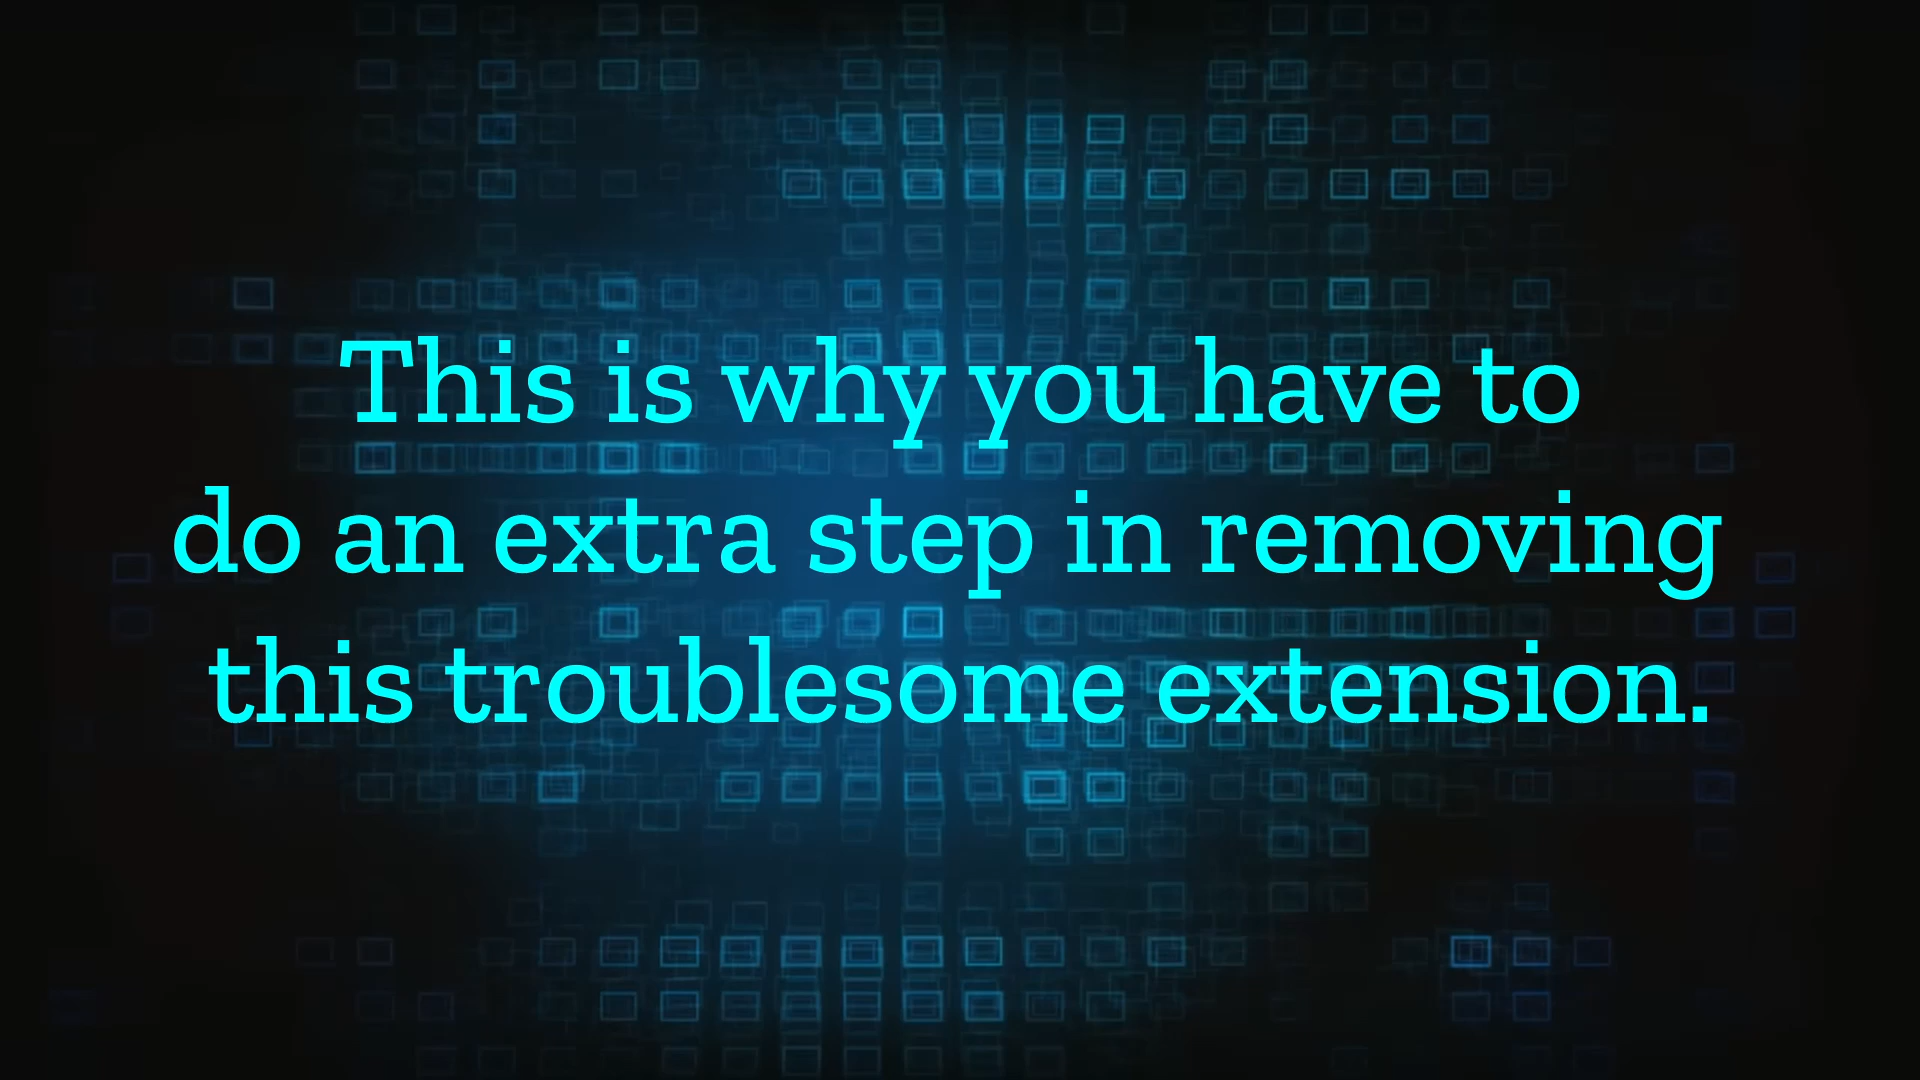 This is why you have to
do an extra step in removing
this troublesome extension.